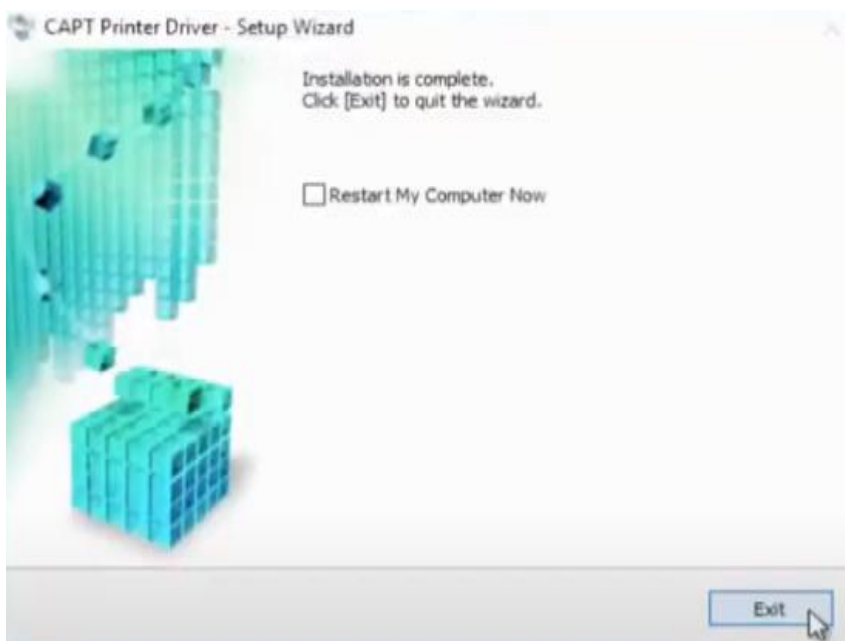 CAPT Printer Driver - Setup Wizard
Installation is complete.
Click [Exit] to quit the wizard.
Restart My Computer Now
Exit